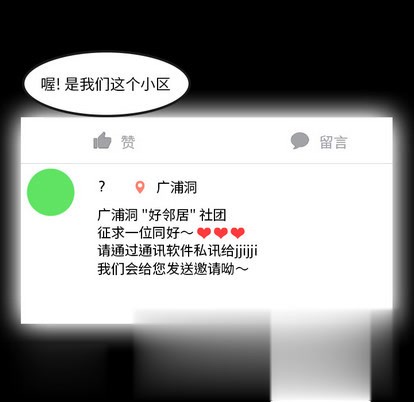 喔! 是我们这个小区
赞 留言
? 广浦洞
广浦洞 "好邻居" 社团
征求一位同好～❤❤❤
请通过通讯软件私讯给jjijji
我们会给您发送邀请呦～